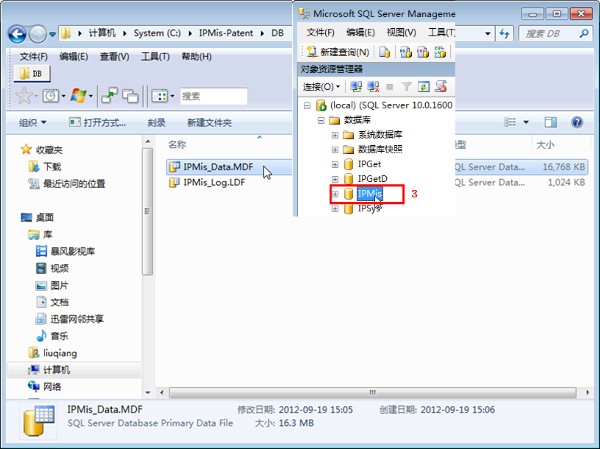 计算机 ▸ System (C:) ▸ IPMis-Patent ▸ DB
文件(F) 编辑(E) 查看(V) 工具(T) 帮助(H)
DB
搜索
组织 打开方式... 刻录 新建文件夹
收藏夹
下载
最近访问的位置
桌面
库
暴风影视库
视频
图片
文档
迅雷网邻共享
音乐
liuqiang
计算机
网络
名称
IPMis_Data.MDF
SQL Server Data... 16,768 KB
IPMis_Log.LDF
SQL Server Data... 1,024 KB
Microsoft SQL Server Manageme
文件(F) 编辑(E) 视图(V) 工具(T)
搜索 DB
新建查询(N)
对象资源管理器
连接(O)
(local) (SQL Server 10.0.1600
数据库
系统数据库
数据库快照
IPGet
IPGetD
IPMis
3
IPSys
IPMis_Data.MDF 修改日期: 2012-09-19 15:05 创建日期: 2012-09-19 15:06
SQL Server Database Primary Data File 大小: 16.3 MB